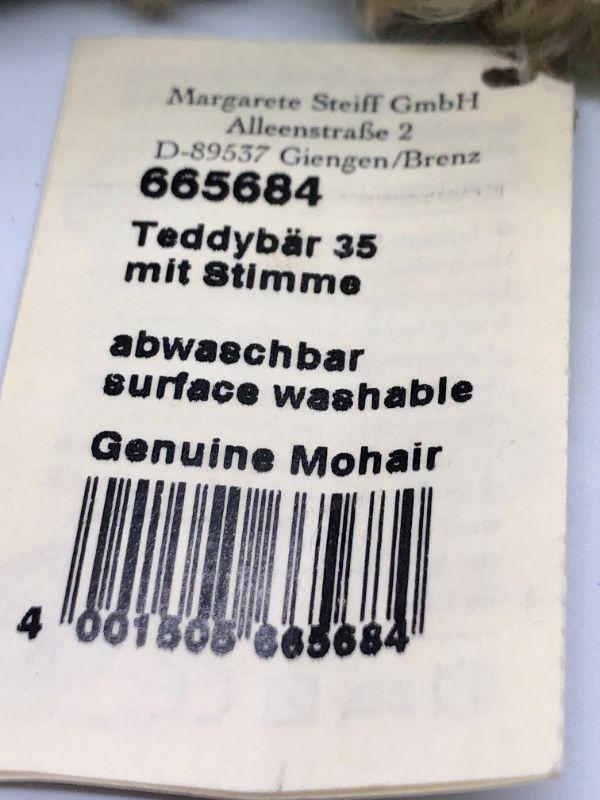 Margarete Steiff GmbH
Alleenstraße 2
D-89537 Giengen/Brenz
665684
Teddybär 35
mit Stimme
abwaschbar
surface washable
Genuine Mohair
4 001505 665684